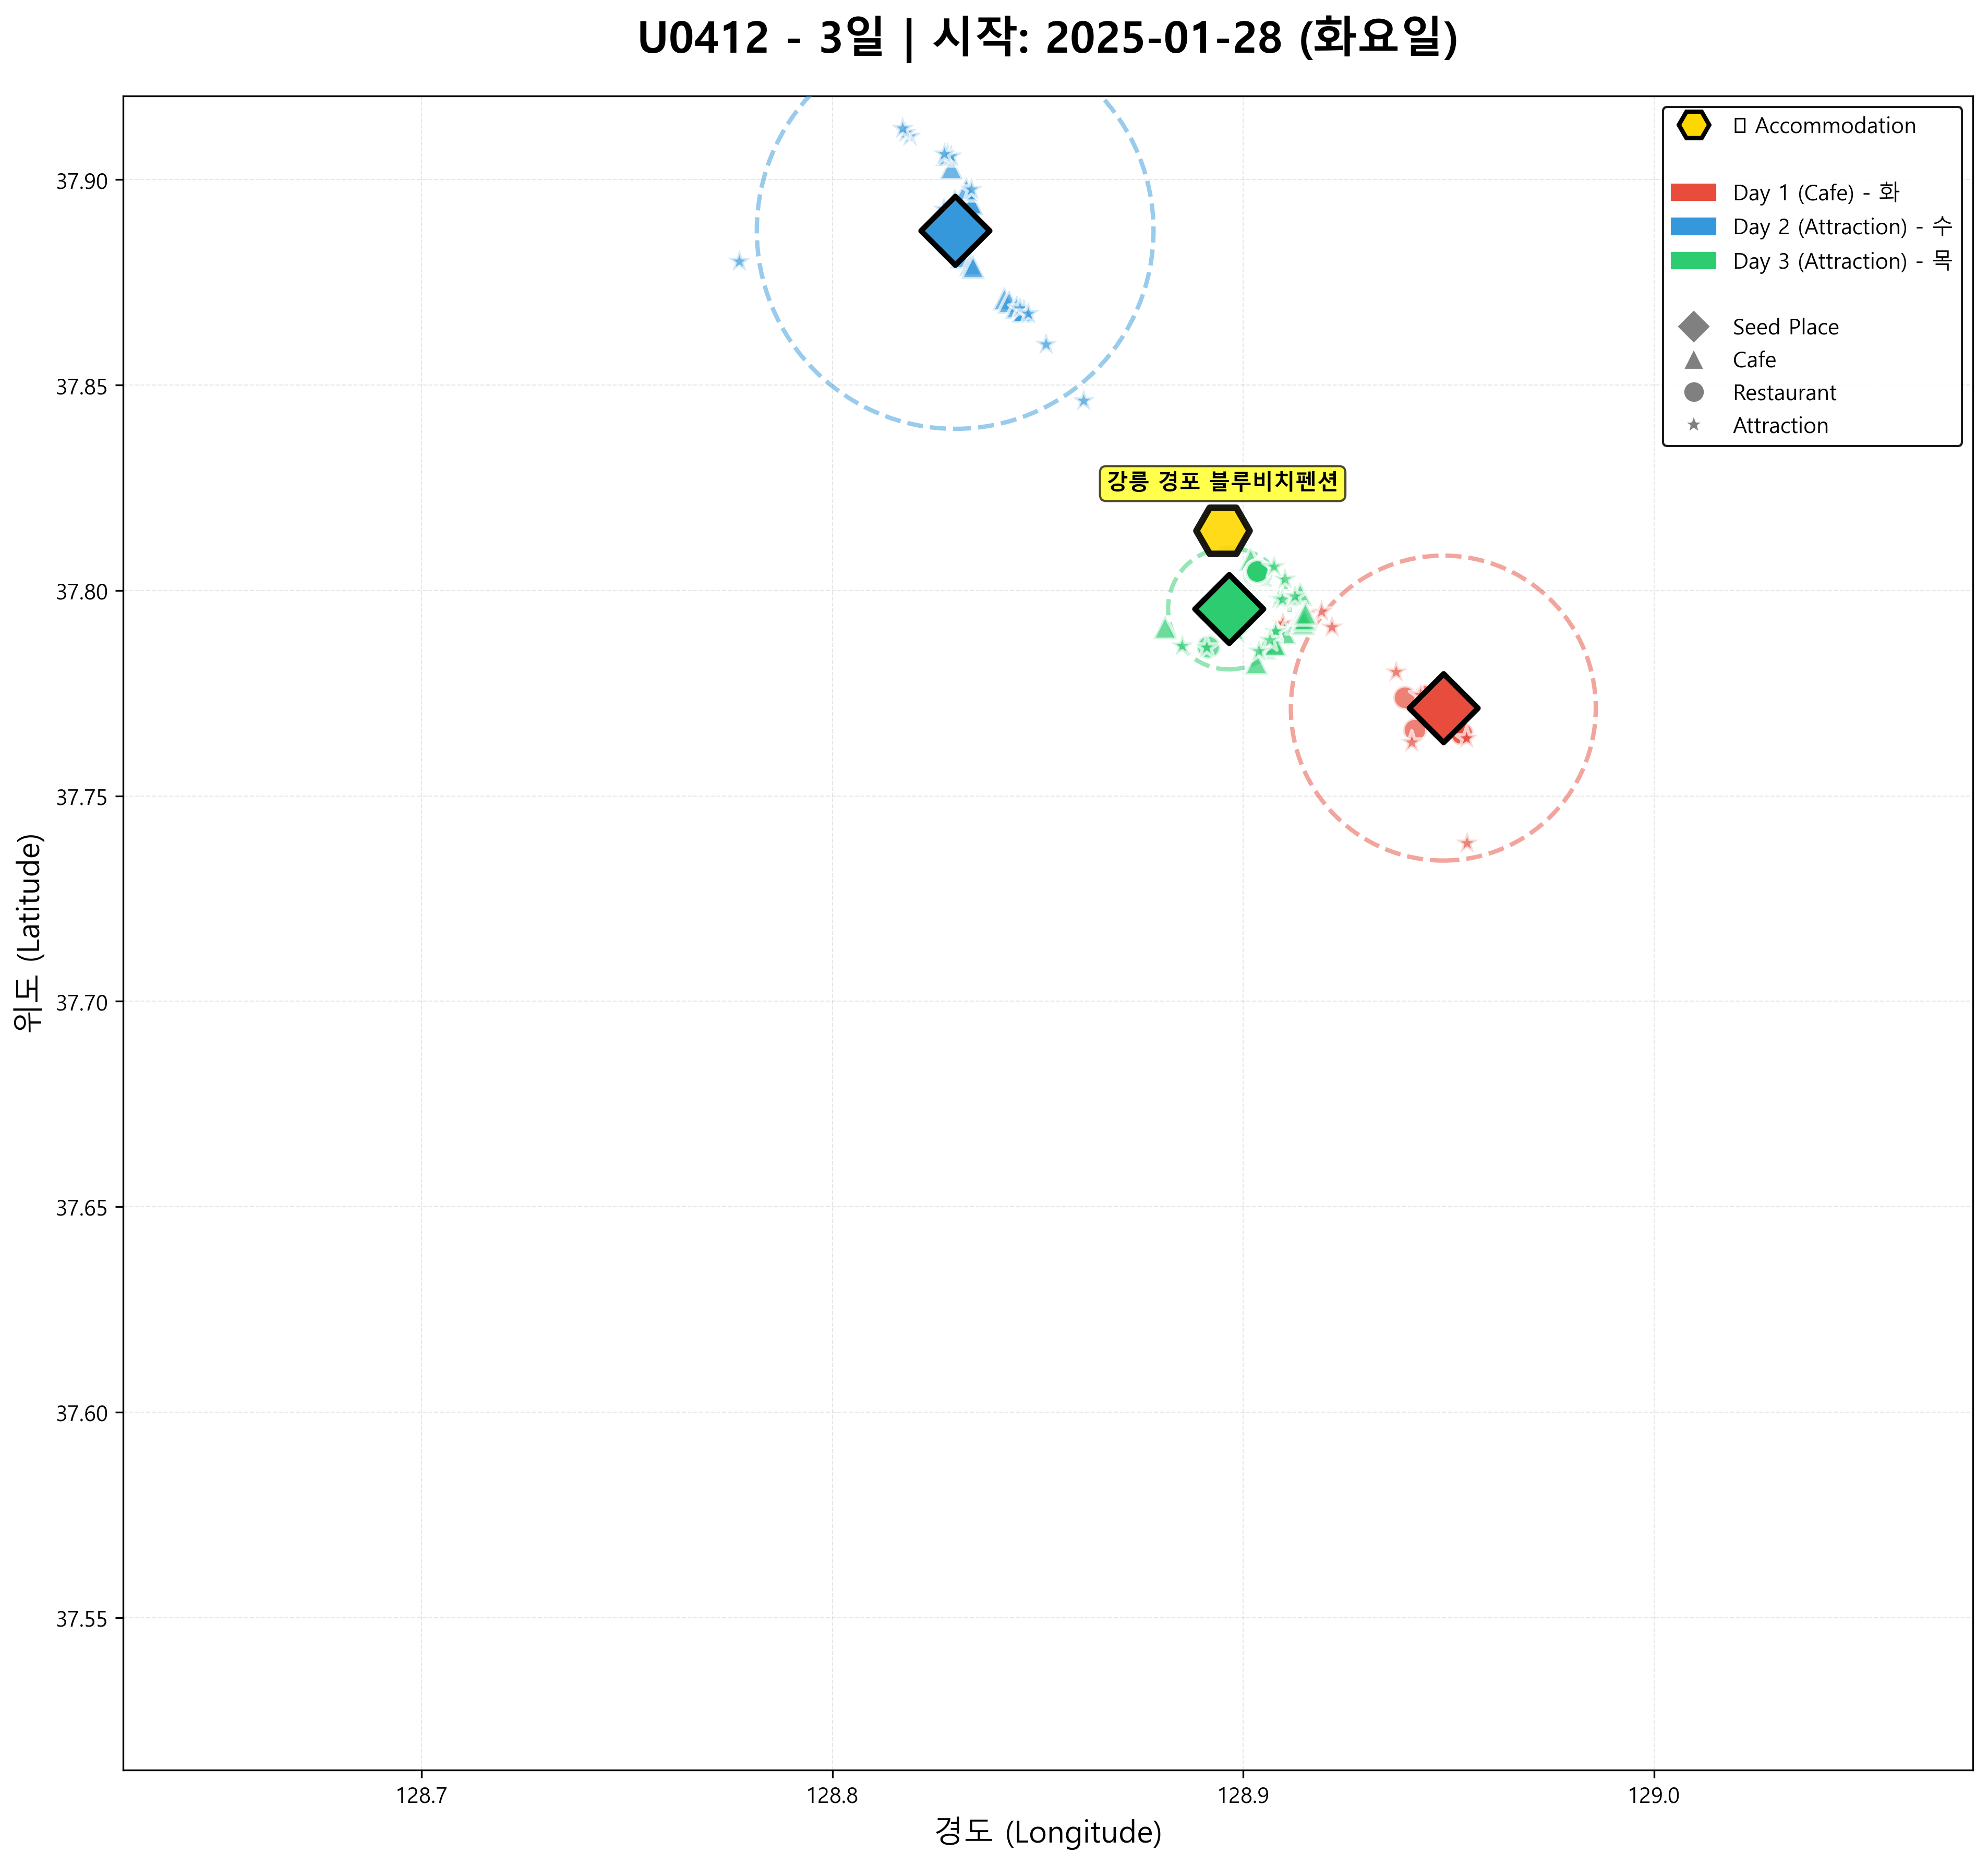 U0412 - 3일 | 시작: 2025-01-28 (화요일)
Accommodation
Day 1 (Cafe) - 화
Day 2 (Attraction) - 수
Day 3 (Attraction) - 목
Seed Place
Cafe
Restaurant
Attraction
강릉 경포 블루비치펜션
37.90
37.85
37.80
37.75
37.70
37.65
37.60
37.55
위도 (Latitude)
128.7
128.8
128.9
129.0
경도 (Longitude)